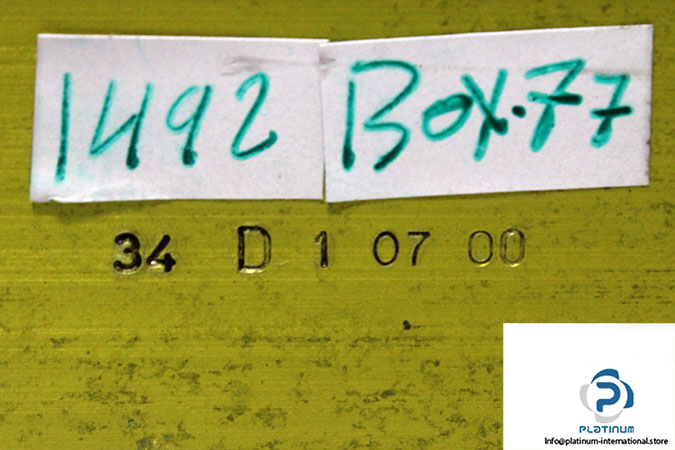 1492 Box.77
34 D 1 07 00
PLATINUM
Info@platinum-international.store